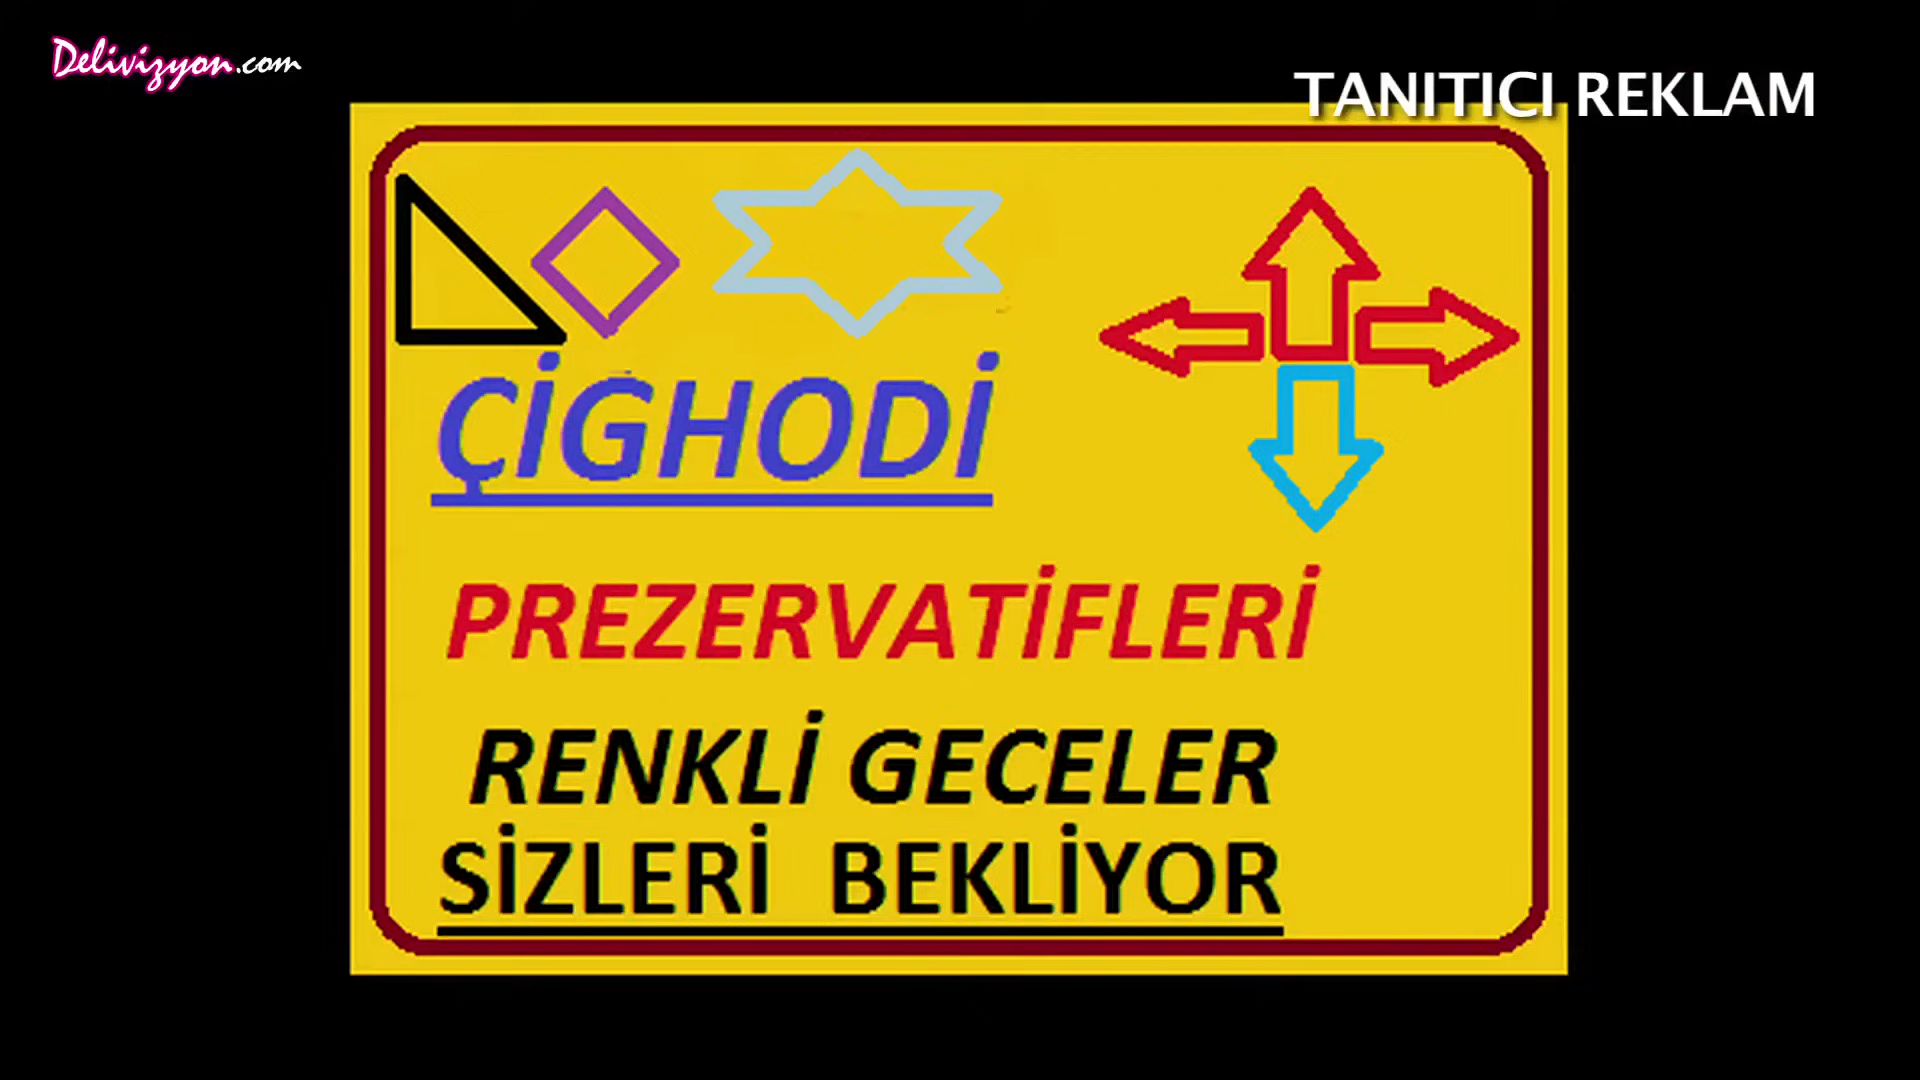 Delivizyon.com
TANITICI REKLAM
ÇİGHODİ
PREZERVATİFLERİ
RENKLİ GECELER
SİZLERİ BEKLİYOR